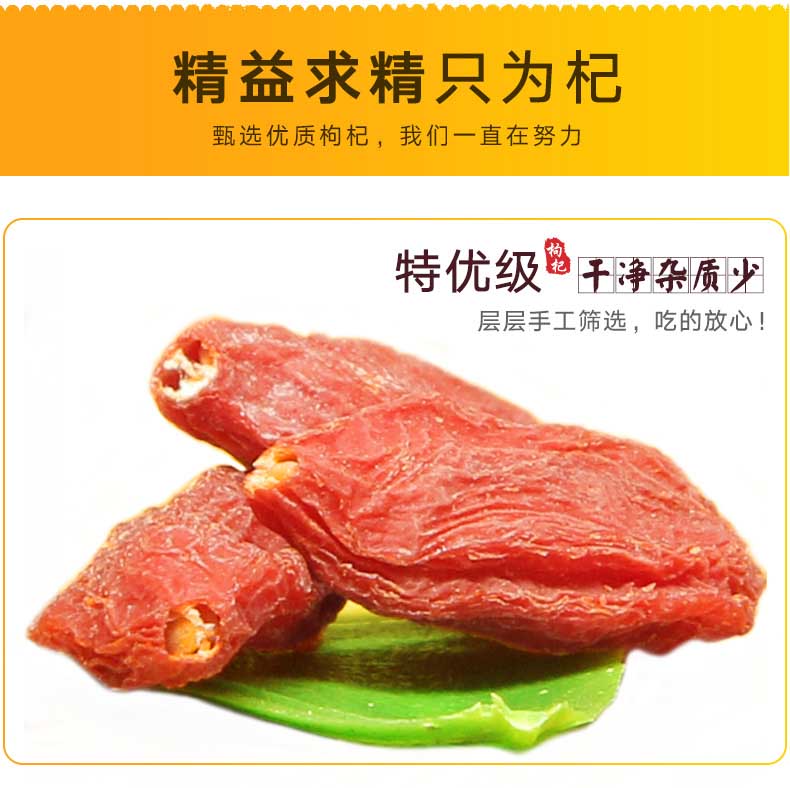 精益求精只为杞
甄选优质枸杞，我们一直在努力
特优级 枸杞 干净杂质少
层层手工筛选，吃的放心！